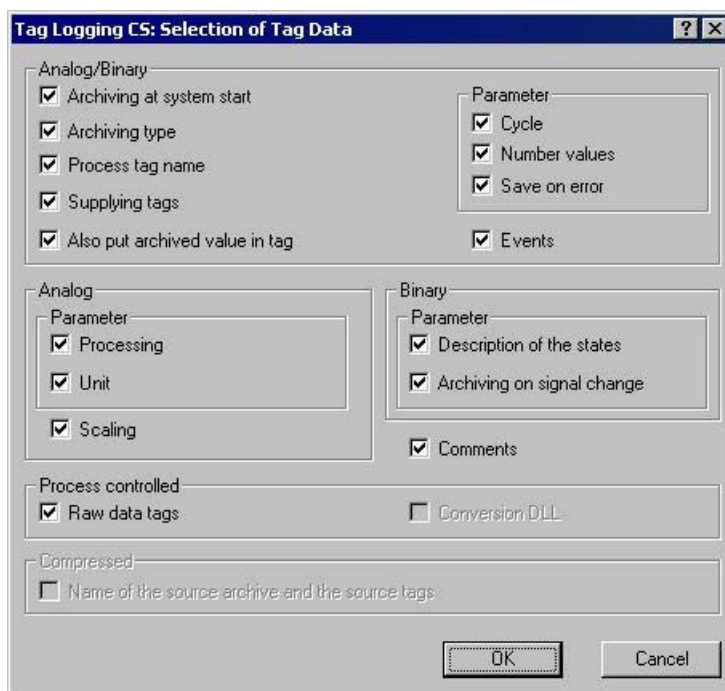 Tag Logging CS: Selection of Tag Data
Analog/Binary
Archiving at system start
Archiving type
Process tag name
Supplying tags
Also put archived value in tag
Parameter
Cycle
Number values
Save on error
Events
Analog
Parameter
Processing
Unit
Scaling
Binary
Parameter
Description of the states
Archiving on signal change
Comments
Process controlled
Raw data tags
Conversion DLL
Compressed
Name of the source archive and the source tags
OK
Cancel